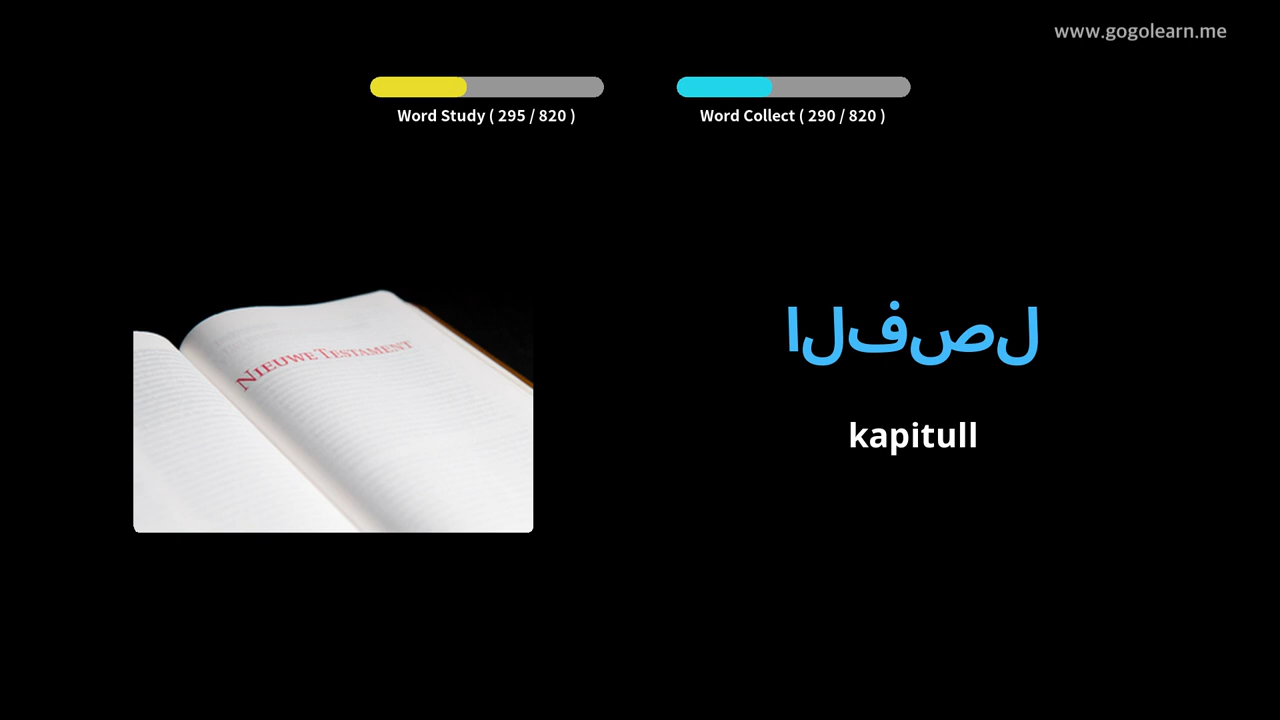 www.gogolearn.me
Word Study ( 295 / 820 )
Word Collect ( 290 / 820 )
NIEUWE TESTAMENT
الفصل
kapitull